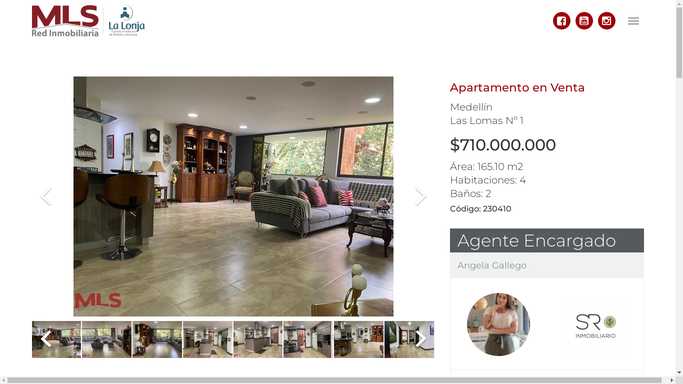 MLS
Red Inmobiliaria
La Lonja
Apartamento en Venta
Medellín
Las Lomas Nº 1
$710.000.000
Área: 165.10 m2
Habitaciones: 4
Baños: 2
Código: 230410
MLS
Agente Encargado
Angela Gallego
SR
INMOBILIARIO